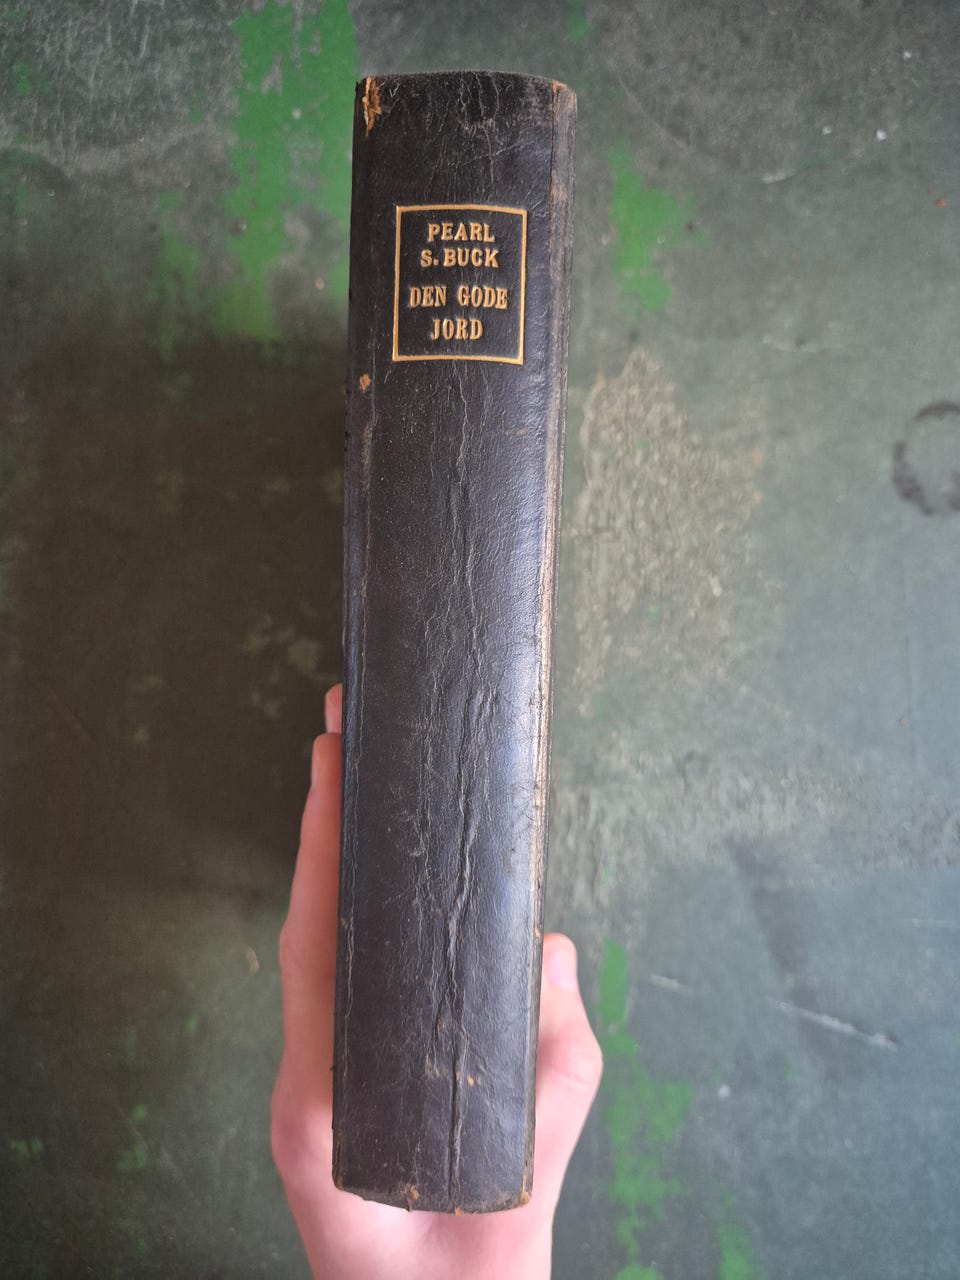 PEARL
S. BUCK
DEN GODE
JORD